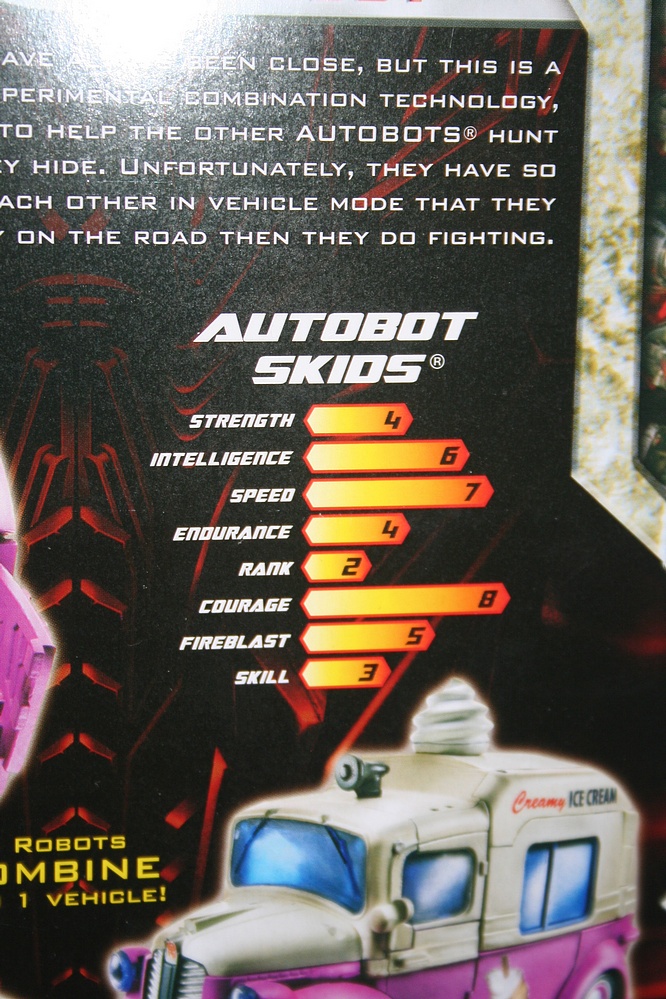 BEEN CLOSE, BUT THIS IS A
COMBINATION TECHNOLOGY,
TO HELP THE OTHER AUTOBOTS® HUNT
HIDE. UNFORTUNATELY, THEY HAVE SO
OTHER IN VEHICLE MODE THAT THEY
ON THE ROAD THEN THEY DO FIGHTING.
AUTOBOT
SKIDS®
STRENGTH 4
INTELLIGENCE 6
SPEED 7
ENDURANCE 4
RANK 2
COURAGE 8
FIREBLAST 5
SKILL 3
Creamy ICE CREAM
ROBOTS
OMBINE
1 VEHICLE!